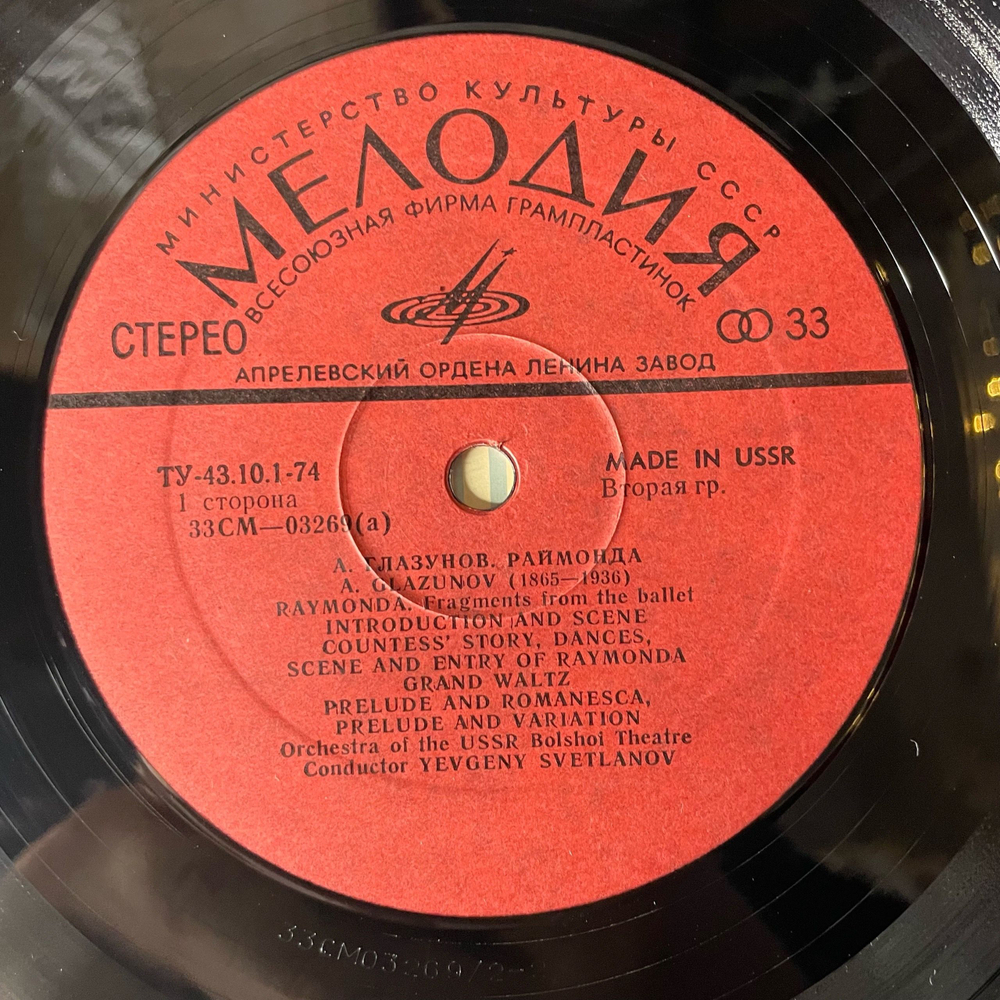 МИНИСТЕРСТВО КУЛЬТУРЫ СССР
МЕЛОДИЯ
ВСЕСОЮЗНАЯ ФИРМА ГРАМПЛАСТИНОК
СТЕРЕО
33
АПРЕЛЕВСКИЙ ОРДЕНА ЛЕНИНА ЗАВОД
ТУ-43.10.1-74
MADE IN USSR
1 сторона
Вторая гр.
33СМ—03269(а)
А. ГЛАЗУНОВ. РАЙМОНДА
A. GLAZUNOV (1865—1936)
RAYMONDA. Fragments from the ballet
INTRODUCTION AND SCENE
COUNTESS' STORY, DANCES,
SCENE AND ENTRY OF RAYMONDA
GRAND WALTZ
PRELUDE AND ROMANESCA,
PRELUDE AND VARIATION
Orchestra of the USSR Bolshoi Theatre
Conductor YEVGENY SVETLANOV